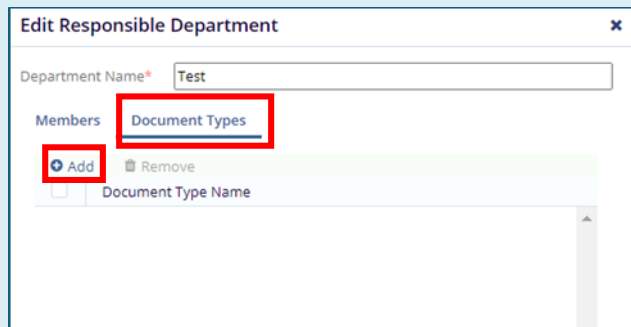 Edit Responsible Department
Department Name* Test
Members Document Types
Add Remove
Document Type Name